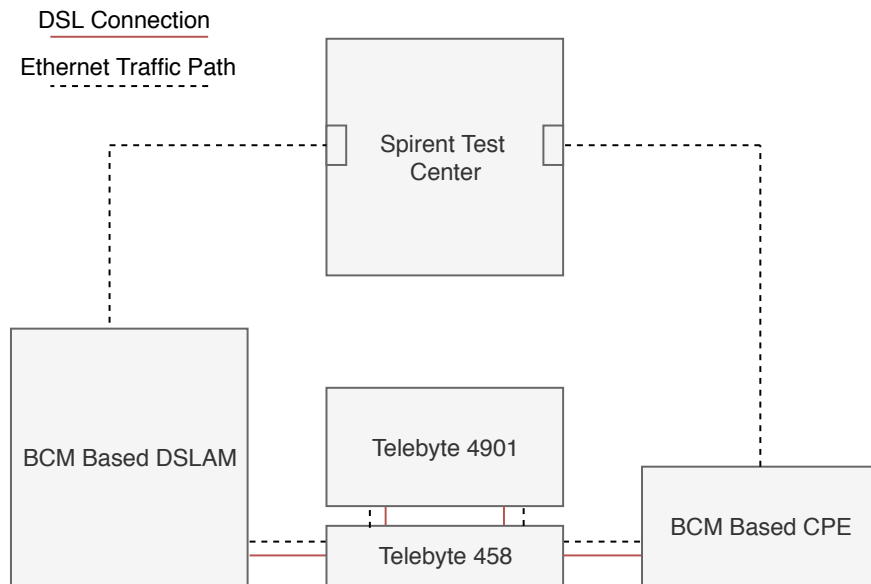 DSL Connection
Ethernet Traffic Path
Spirent Test
Center
BCM Based DSLAM
Telebyte 4901
BCM Based CPE
Telebyte 458